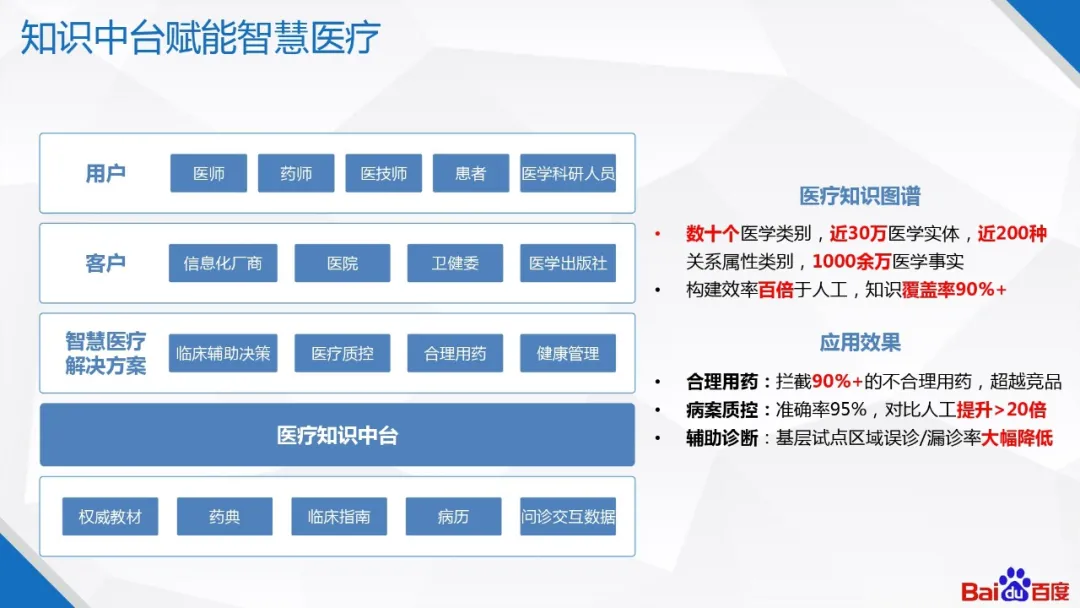 知识中台赋能智慧医疗
用户
医师
药师
医技师
患者
医学科研人员
客户
信息化厂商
医院
卫健委
医学出版社
智慧医疗
解决方案
临床辅助决策
医疗质控
合理用药
健康管理
医疗知识中台
权威教材
药典
临床指南
病历
问诊交互数据
医疗知识图谱
• 数十个医学类别，近30万医学实体，近200种
关系属性类别，1000余万医学事实
• 构建效率百倍于人工，知识覆盖率90%+
应用效果
• 合理用药：拦截90%+的不合理用药，超越竞品
• 病案质控：准确率95%，对比人工提升>20倍
• 辅助诊断：基层试点区域误诊/漏诊率大幅降低
Bai du 百度